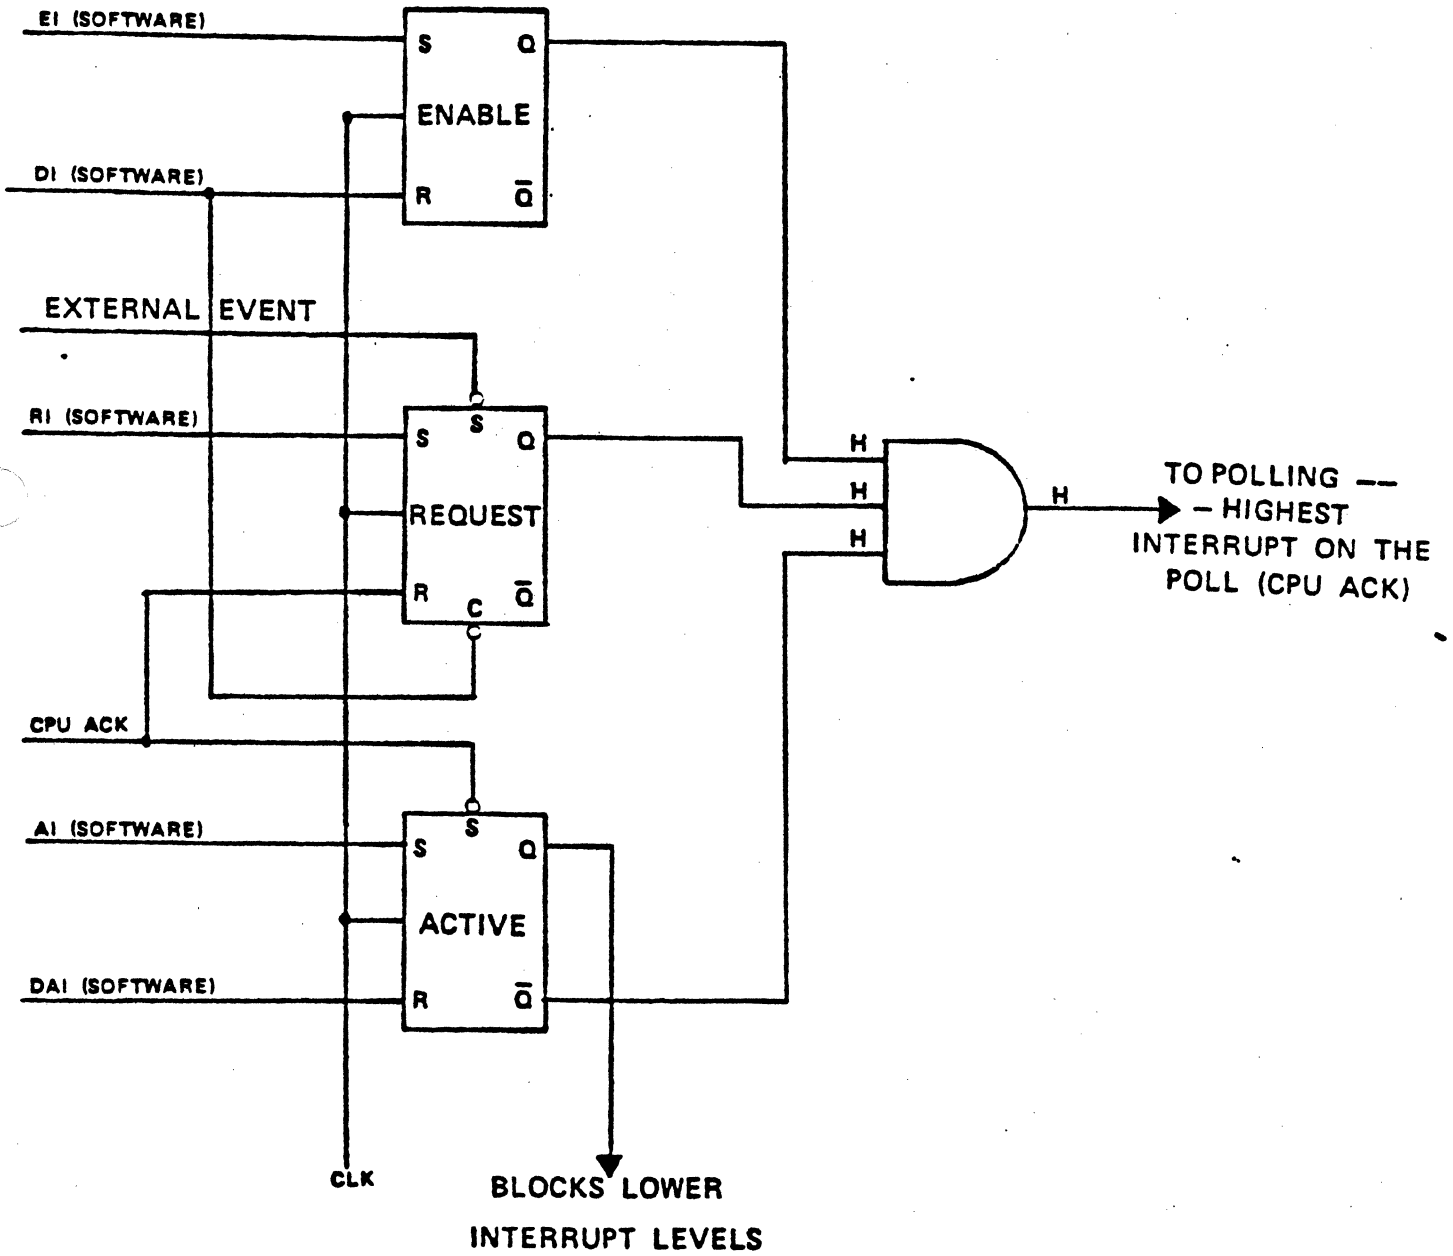 EI (SOFTWARE)
S Q
ENABLE
DI (SOFTWARE)
R Q̅
EXTERNAL EVENT
RI (SOFTWARE)
S S Q
REQUEST
R C Q̅
CPU ACK
AI (SOFTWARE)
S S Q
ACTIVE
DAI (SOFTWARE)
R Q̅
CLK
BLOCKS LOWER
INTERRUPT LEVELS
H
H
H
H
TO POLLING ——
– HIGHEST
INTERRUPT ON THE
POLL (CPU ACK)